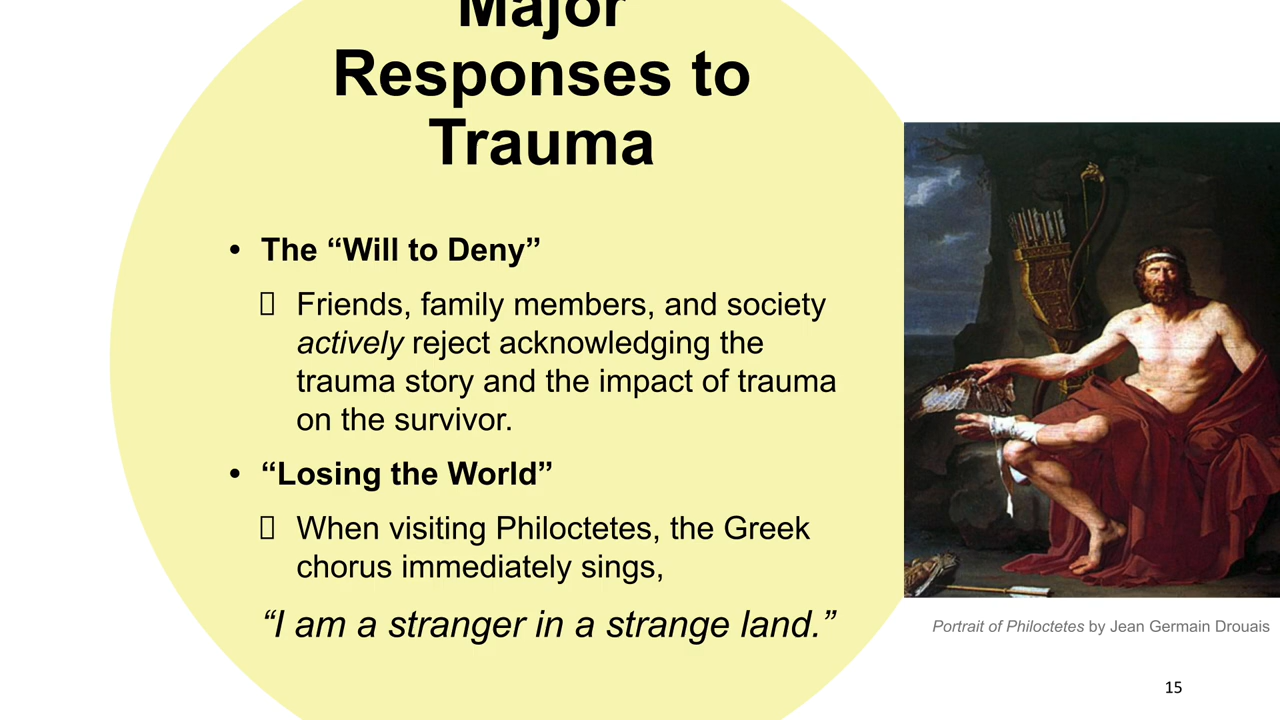 Major
Responses to
Trauma
• The “Will to Deny”
Friends, family members, and society
actively reject acknowledging the
trauma story and the impact of trauma
on the survivor.
• “Losing the World”
When visiting Philoctetes, the Greek
chorus immediately sings,
“I am a stranger in a strange land.”
Portrait of Philoctetes by Jean Germain Drouais
15